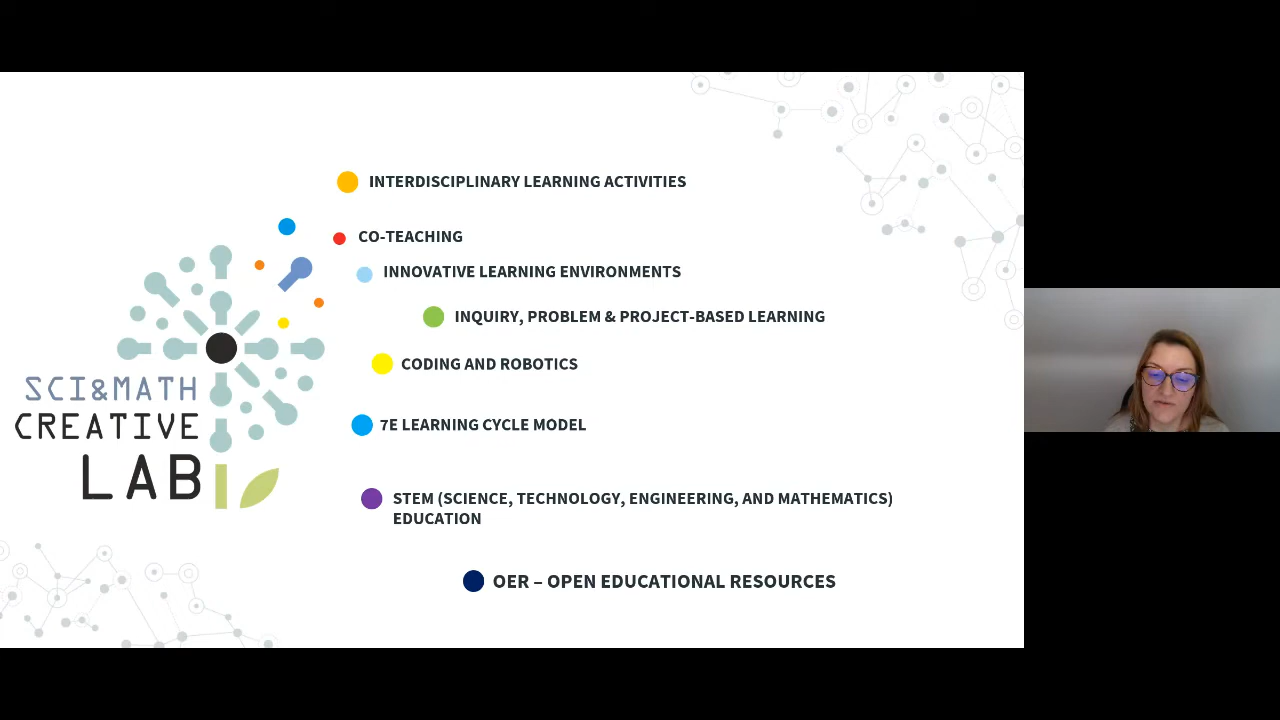 INTERDISCIPLINARY LEARNING ACTIVITIES
CO-TEACHING
INNOVATIVE LEARNING ENVIRONMENTS
INQUIRY, PROBLEM & PROJECT-BASED LEARNING
CODING AND ROBOTICS
SCI&MATH
CREATIVE
LAB
7E LEARNING CYCLE MODEL
STEM (SCIENCE, TECHNOLOGY, ENGINEERING, AND MATHEMATICS)
EDUCATION
OER – OPEN EDUCATIONAL RESOURCES